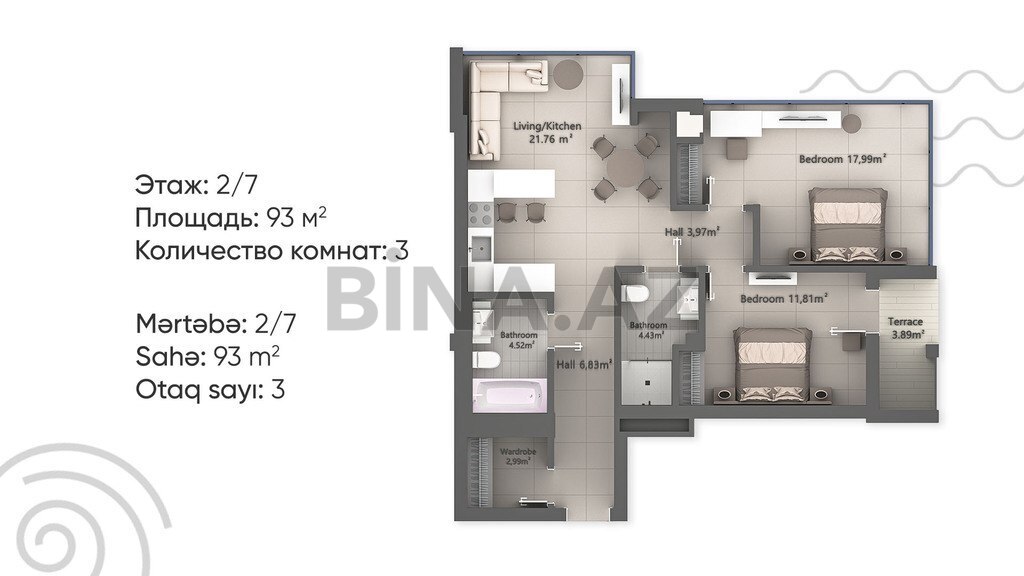 Этаж: 2/7
Площадь: 93 м²
Количество комнат: 3
Mərtəbə: 2/7
Sahə: 93 m²
Otaq sayı: 3
BİNA.AZ
Living/Kitchen
21.76 m²
Bedroom 17,99m²
Hall 3,97m²
Bedroom 11,81m²
Terrace
3.89m²
Bathroom
4.52m²
Bathroom
4.43m²
Hall 6,83m²
Wardrobe
2,99m²